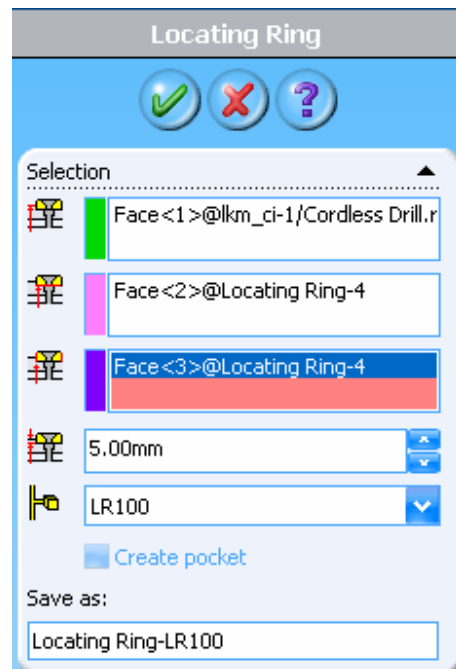 Locating Ring
?
Selection
Face<1>@lkm_ci-1/Cordless Drill.r
Face<2>@Locating Ring-4
Face<3>@Locating Ring-4
5.00mm
LR100
Create pocket
Save as:
Locating Ring-LR100